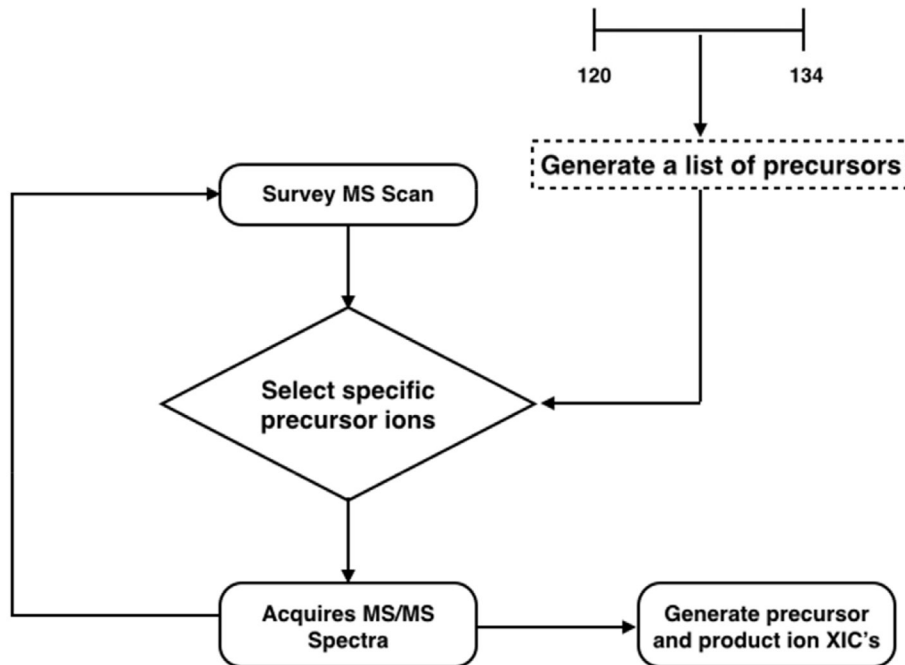 120
134
Generate a list of precursors
Survey MS Scan
Select specific
precursor ions
Acquires MS/MS
Spectra
Generate precursor
and product ion XIC's